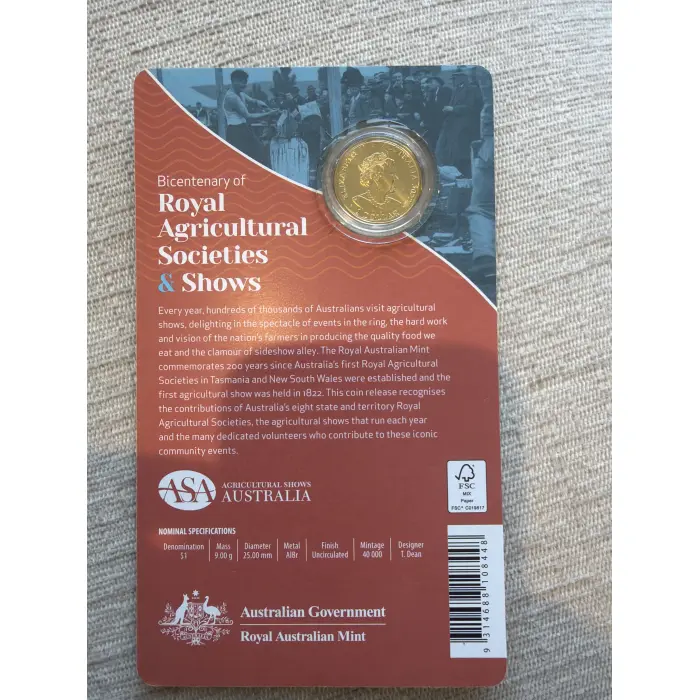 Bicentenary of
Royal
Agricultural
Societies
& Shows
Every year, hundreds of thousands of Australians visit agricultural
shows, delighting in the spectacle of events in the ring, the hard work
and vision of the nation's farmers in producing the quality food we
eat and the clamour of sideshow alley. The Royal Australian Mint
commemorates 200 years since Australia's first Royal Agricultural
Societies in Tasmania and New South Wales were established and the
first agricultural show was held in 1822. This coin release recognises
the contributions of Australia's eight state and territory Royal
Agricultural Societies, the agricultural shows that run each year
and the many dedicated volunteers who contribute to these iconic
community events.
ASA
AGRICULTURAL SHOWS
AUSTRALIA
FSC
MIX
Paper
FSC® C019617
NOMINAL SPECIFICATIONS
Denomination Mass Diameter Metal Finish Mintage Designer
$1 9.00 g 25.00 mm AlBr Uncirculated 40 000 T. Dean
Australian Government
Royal Australian Mint
9 314688 108448